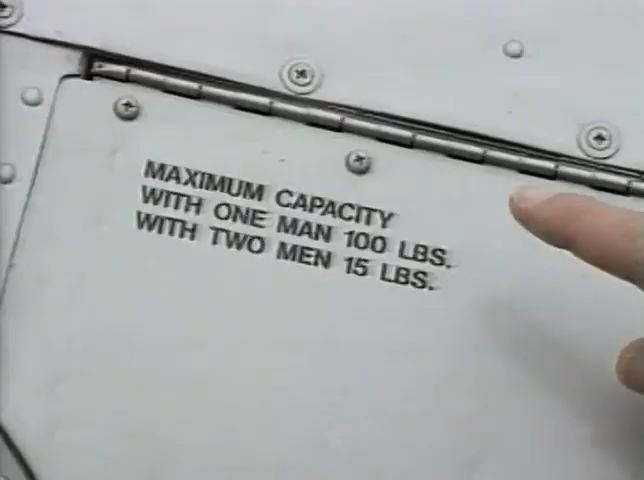 MAXIMUM CAPACITY
WITH ONE MAN 100 LBS.
WITH TWO MEN 15 LBS.